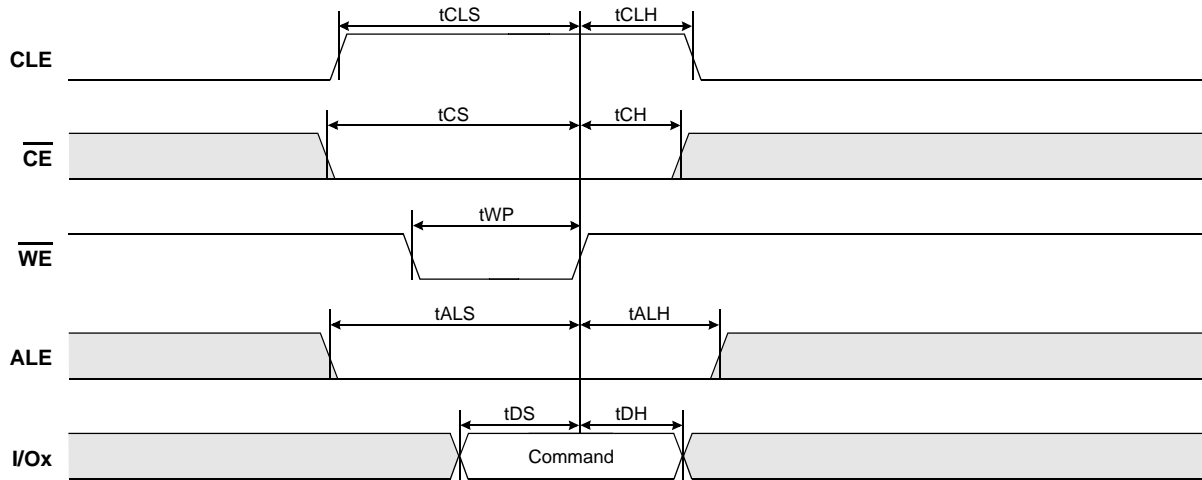 tCLS tCLH
CLE
tCS tCH
CE
tWP
WE
tALS tALH
ALE
tDS tDH
I/Ox Command